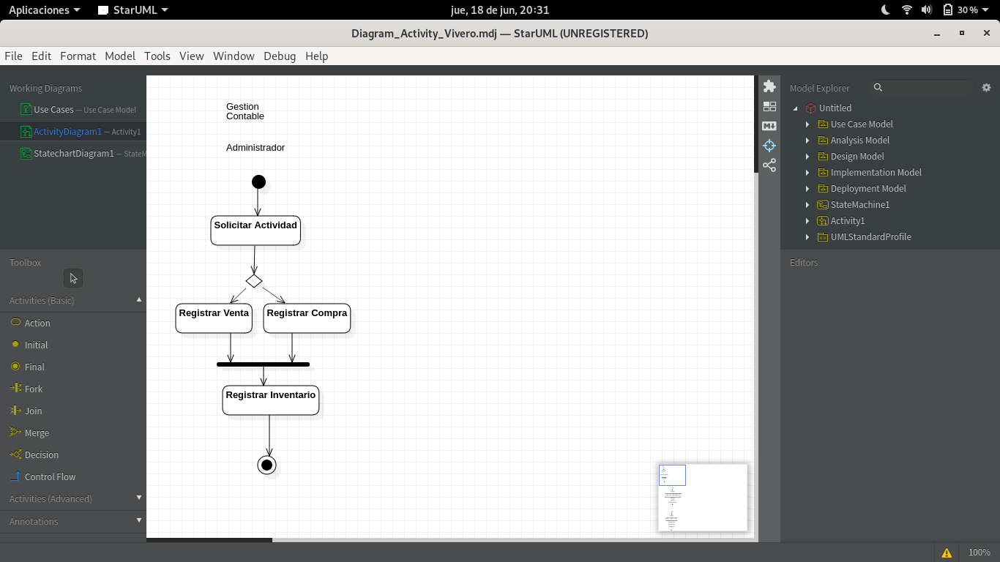 Aplicaciones StarUML jue, 18 de jun, 20:31 30 %
Diagram_Activity_Vivero.mdj — StarUML (UNREGISTERED)
File Edit Format Model Tools View Window Debug Help
Working Diagrams
Use Cases — Use Case Model
ActivityDiagram1 — Activity1
StatechartDiagram1 — StateM
Toolbox
Activities (Basic)
Action
Initial
Final
Fork
Join
Merge
Decision
Control Flow
Activities (Advanced)
Annotations
Gestion
Contable
Administrador
Solicitar Actividad
Registrar Venta Registrar Compra
Registrar Inventario
M
Model Explorer
Untitled
Use Case Model
Analysis Model
Design Model
Implementation Model
Deployment Model
StateMachine1
Activity1
UMLStandardProfile
Editors
100%